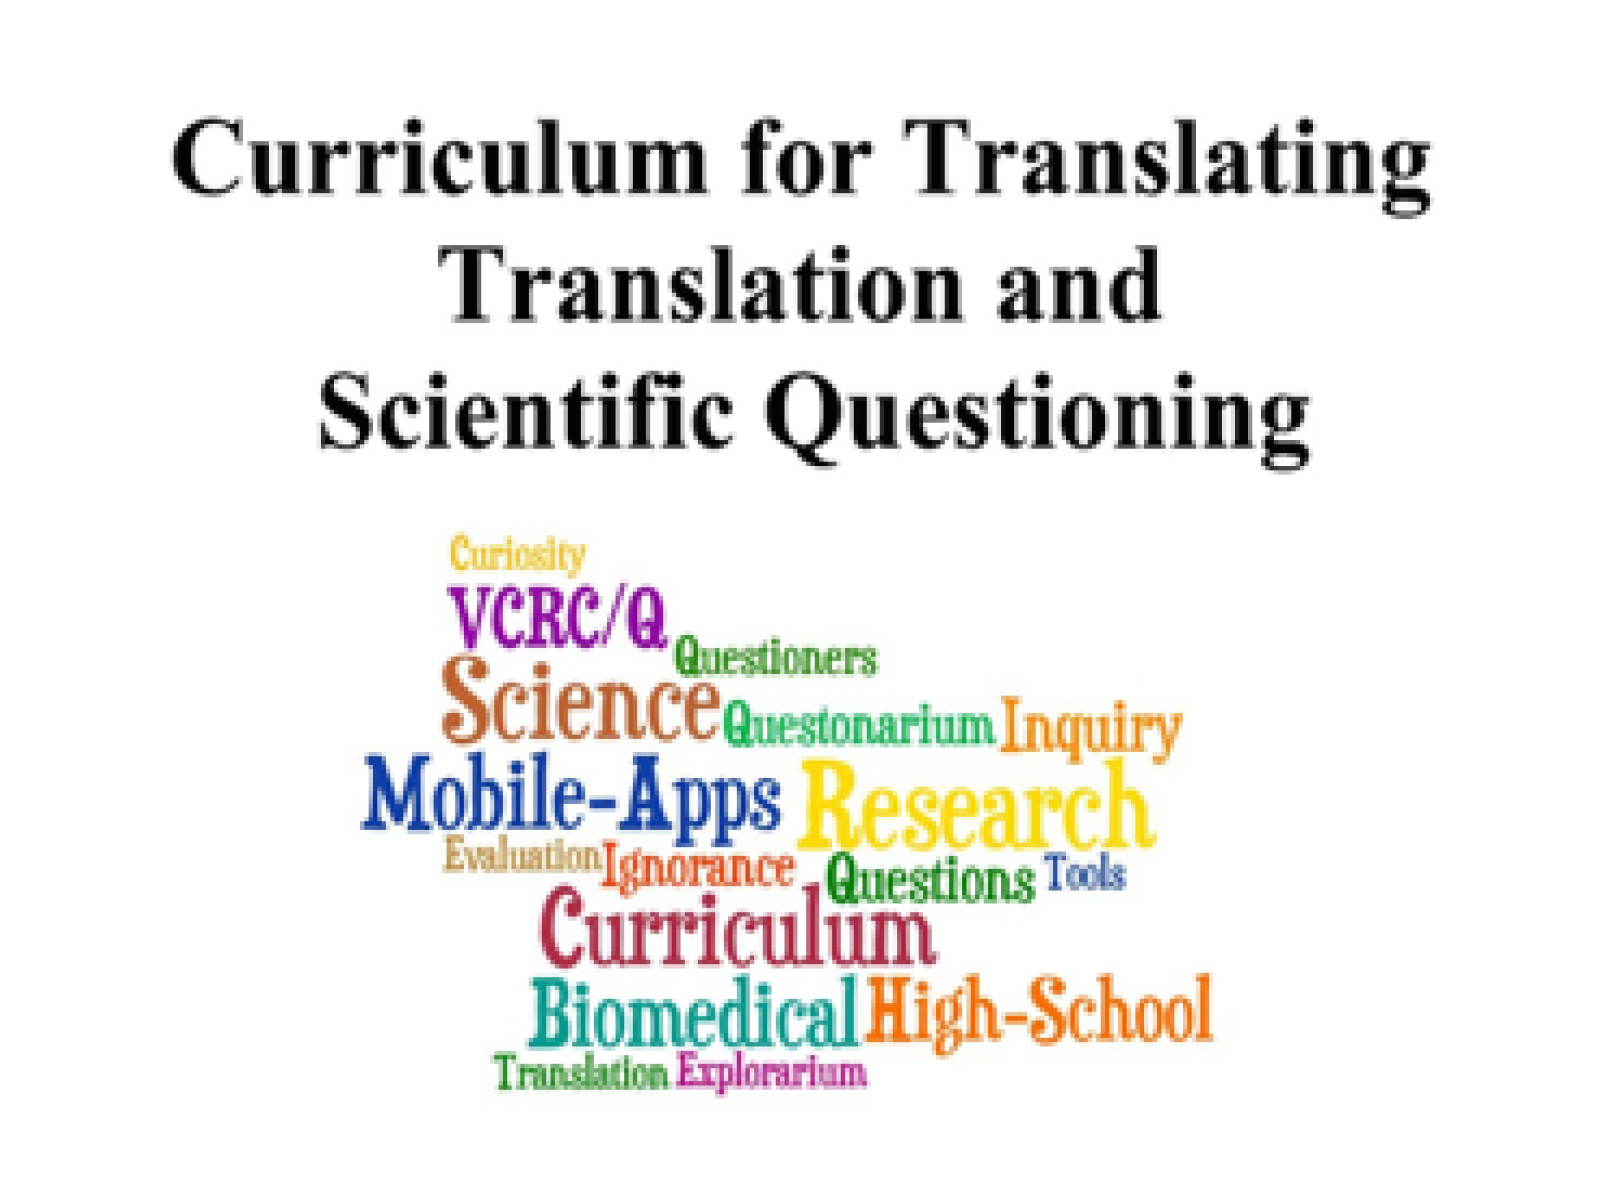 Curriculum for Translating
Translation and
Scientific Questioning
Curiosity
VCRC/Q
Questioners
Science
Questonarium
Inquiry
Mobile-Apps
Research
Evaluation
Ignorance
Questions
Tools
Curriculum
Biomedical
High-School
Translation
Explorarium